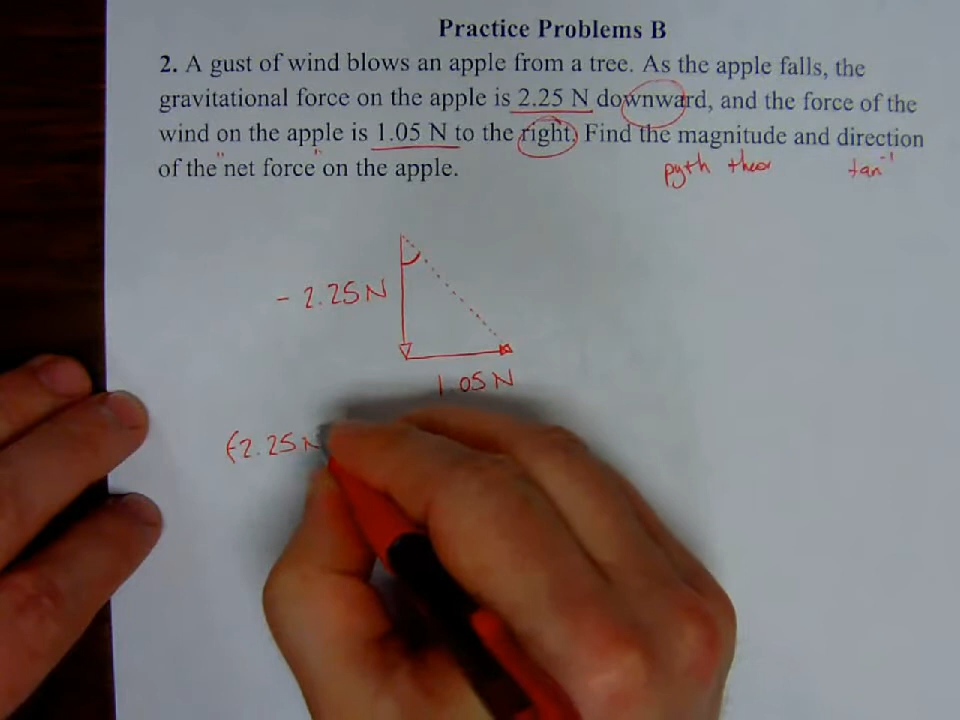 Practice Problems B
2. A gust of wind blows an apple from a tree. As the apple falls, the
gravitational force on the apple is 2.25 N downward, and the force of the
wind on the apple is 1.05 N to the right. Find the magnitude and direction
of the "net force" on the apple.
pyth theor tan⁻¹
- 2.25N
1.05 N
(-2.25N